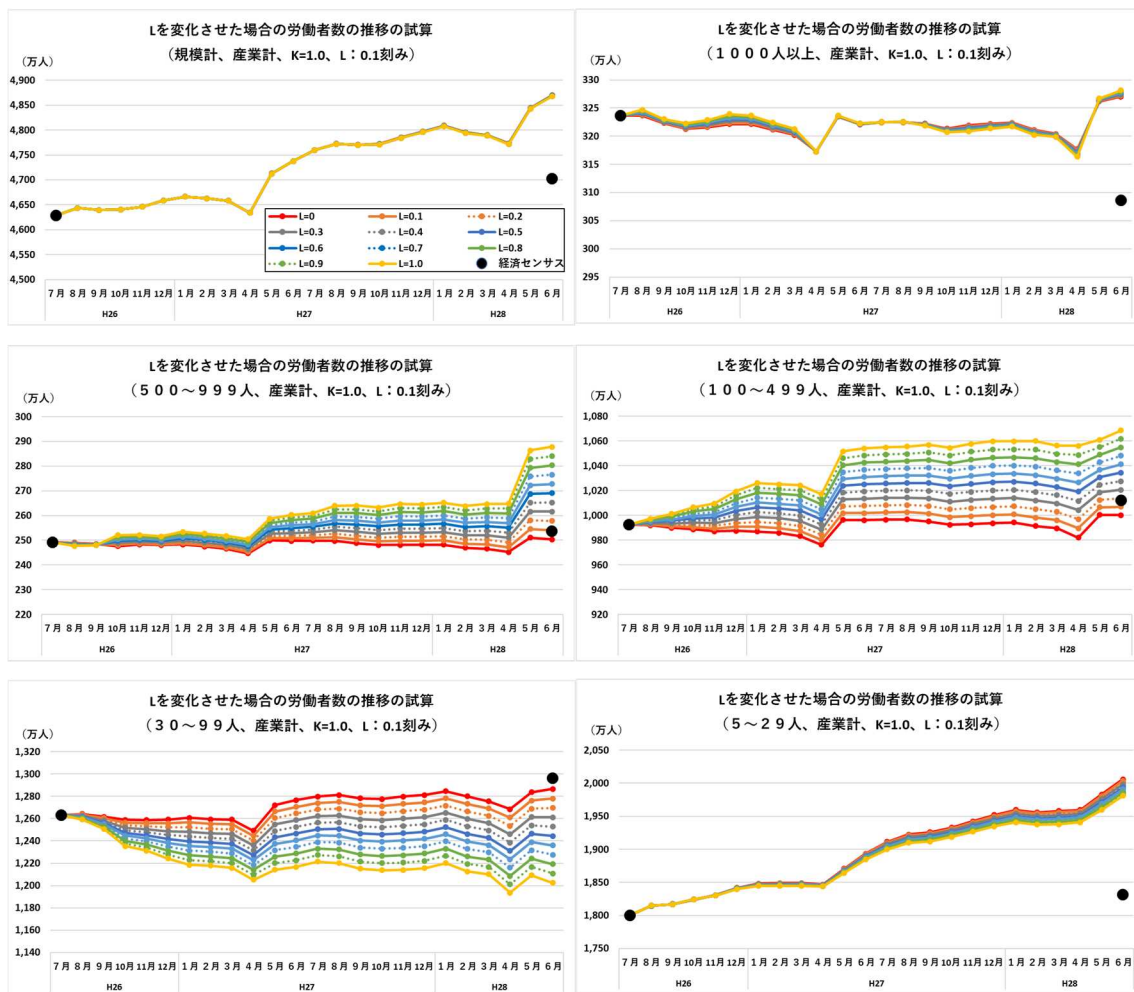 Lを変化させた場合の労働者数の推移の試算
（規模計、産業計、K=1.0、L：0.1刻み）
（万人）
4,900
4,850
4,800
4,750
4,700
4,650
4,600
4,550
4,500
L=0 L=0.1 L=0.2
L=0.3 L=0.4 L=0.5
L=0.6 L=0.7 L=0.8
L=0.9 L=1.0 経済センサス
7月 8月 9月 10月 11月 12月 1月 2月 3月 4月 5月 6月 7月 8月 9月 10月 11月 12月 1月 2月 3月 4月 5月 6月
H26 H27 H28
Lを変化させた場合の労働者数の推移の試算
（１０００人以上、産業計、K=1.0、L：0.1刻み）
（万人）
330
325
320
315
310
305
300
295
7月 8月 9月 10月 11月 12月 1月 2月 3月 4月 5月 6月 7月 8月 9月 10月 11月 12月 1月 2月 3月 4月 5月 6月
H26 H27 H28
Lを変化させた場合の労働者数の推移の試算
（５００～９９９人、産業計、K=1.0、L：0.1刻み）
（万人）
300
290
280
270
260
250
240
230
220
7月 8月 9月 10月 11月 12月 1月 2月 3月 4月 5月 6月 7月 8月 9月 10月 11月 12月 1月 2月 3月 4月 5月 6月
H26 H27 H28
Lを変化させた場合の労働者数の推移の試算
（１００～４９９人、産業計、K=1.0、L：0.1刻み）
（万人）
1,080
1,060
1,040
1,020
1,000
980
960
940
920
7月 8月 9月 10月 11月 12月 1月 2月 3月 4月 5月 6月 7月 8月 9月 10月 11月 12月 1月 2月 3月 4月 5月 6月
H26 H27 H28
Lを変化させた場合の労働者数の推移の試算
（３０～９９人、産業計、K=1.0、L：0.1刻み）
（万人）
1,320
1,300
1,280
1,260
1,240
1,220
1,200
1,180
1,160
1,140
7月 8月 9月 10月 11月 12月 1月 2月 3月 4月 5月 6月 7月 8月 9月 10月 11月 12月 1月 2月 3月 4月 5月 6月
H26 H27 H28
Lを変化させた場合の労働者数の推移の試算
（５～２９人、産業計、K=1.0、L：0.1刻み）
（万人）
2,050
2,000
1,950
1,900
1,850
1,800
1,750
7月 8月 9月 10月 11月 12月 1月 2月 3月 4月 5月 6月 7月 8月 9月 10月 11月 12月 1月 2月 3月 4月 5月 6月
H26 H27 H28